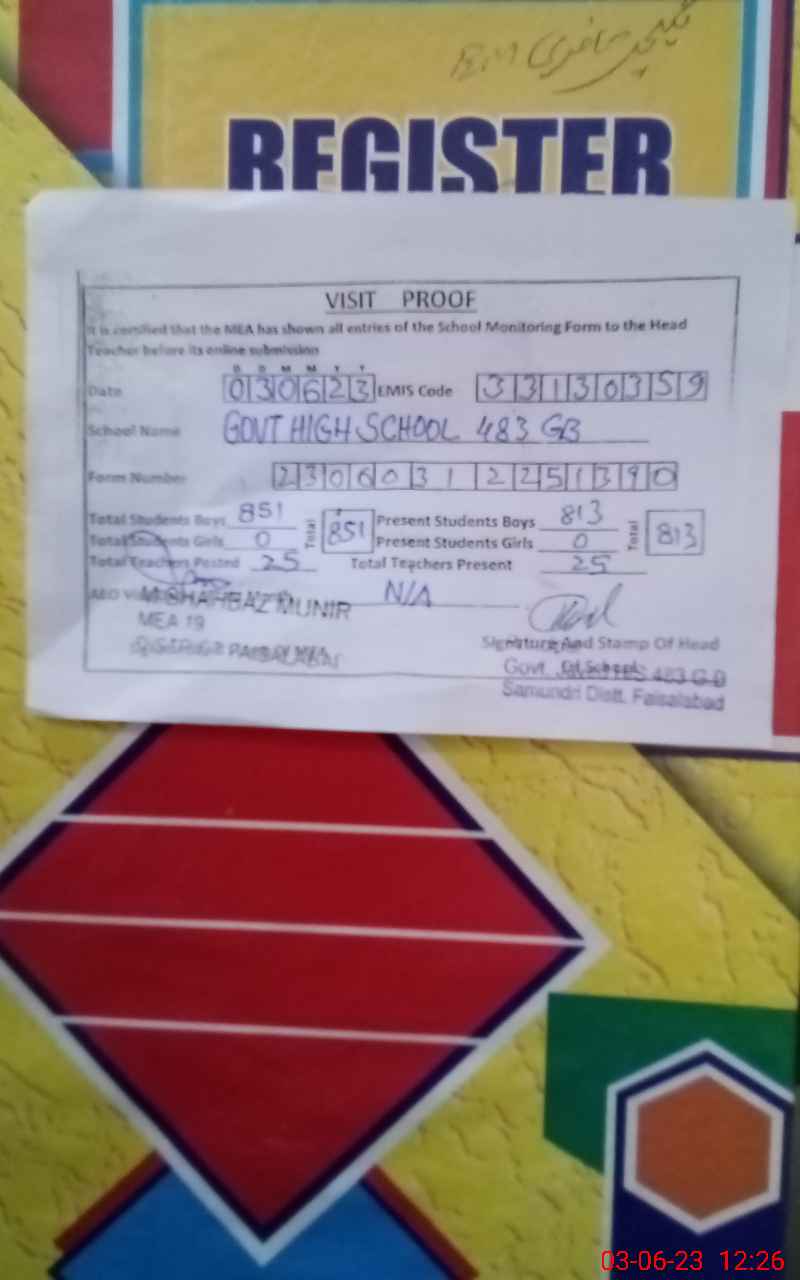 REGISTER
VISIT PROOF
It is certified that the MEA has shown all entries of the School Monitoring Form to the Head
Teacher before its online submission
D D M M Y Y
Date 030623 EMIS Code 33130359
School Name GOVT HIGH SCHOOL 483 GB
Form Number
Total Students Boys 851 Total 851 Present Students Boys 813 Total 813
Total Students Girls 0 Present Students Girls 0
Total Teachers Posted 25 Total Teachers Present 25
N/A
M SHAHBAZ MUNIR
MEA 19
Signature And Stamp Of Head
Of School
Govt. 483 G B
Samundri Distt. Faisalabad
03-06-23 12:26